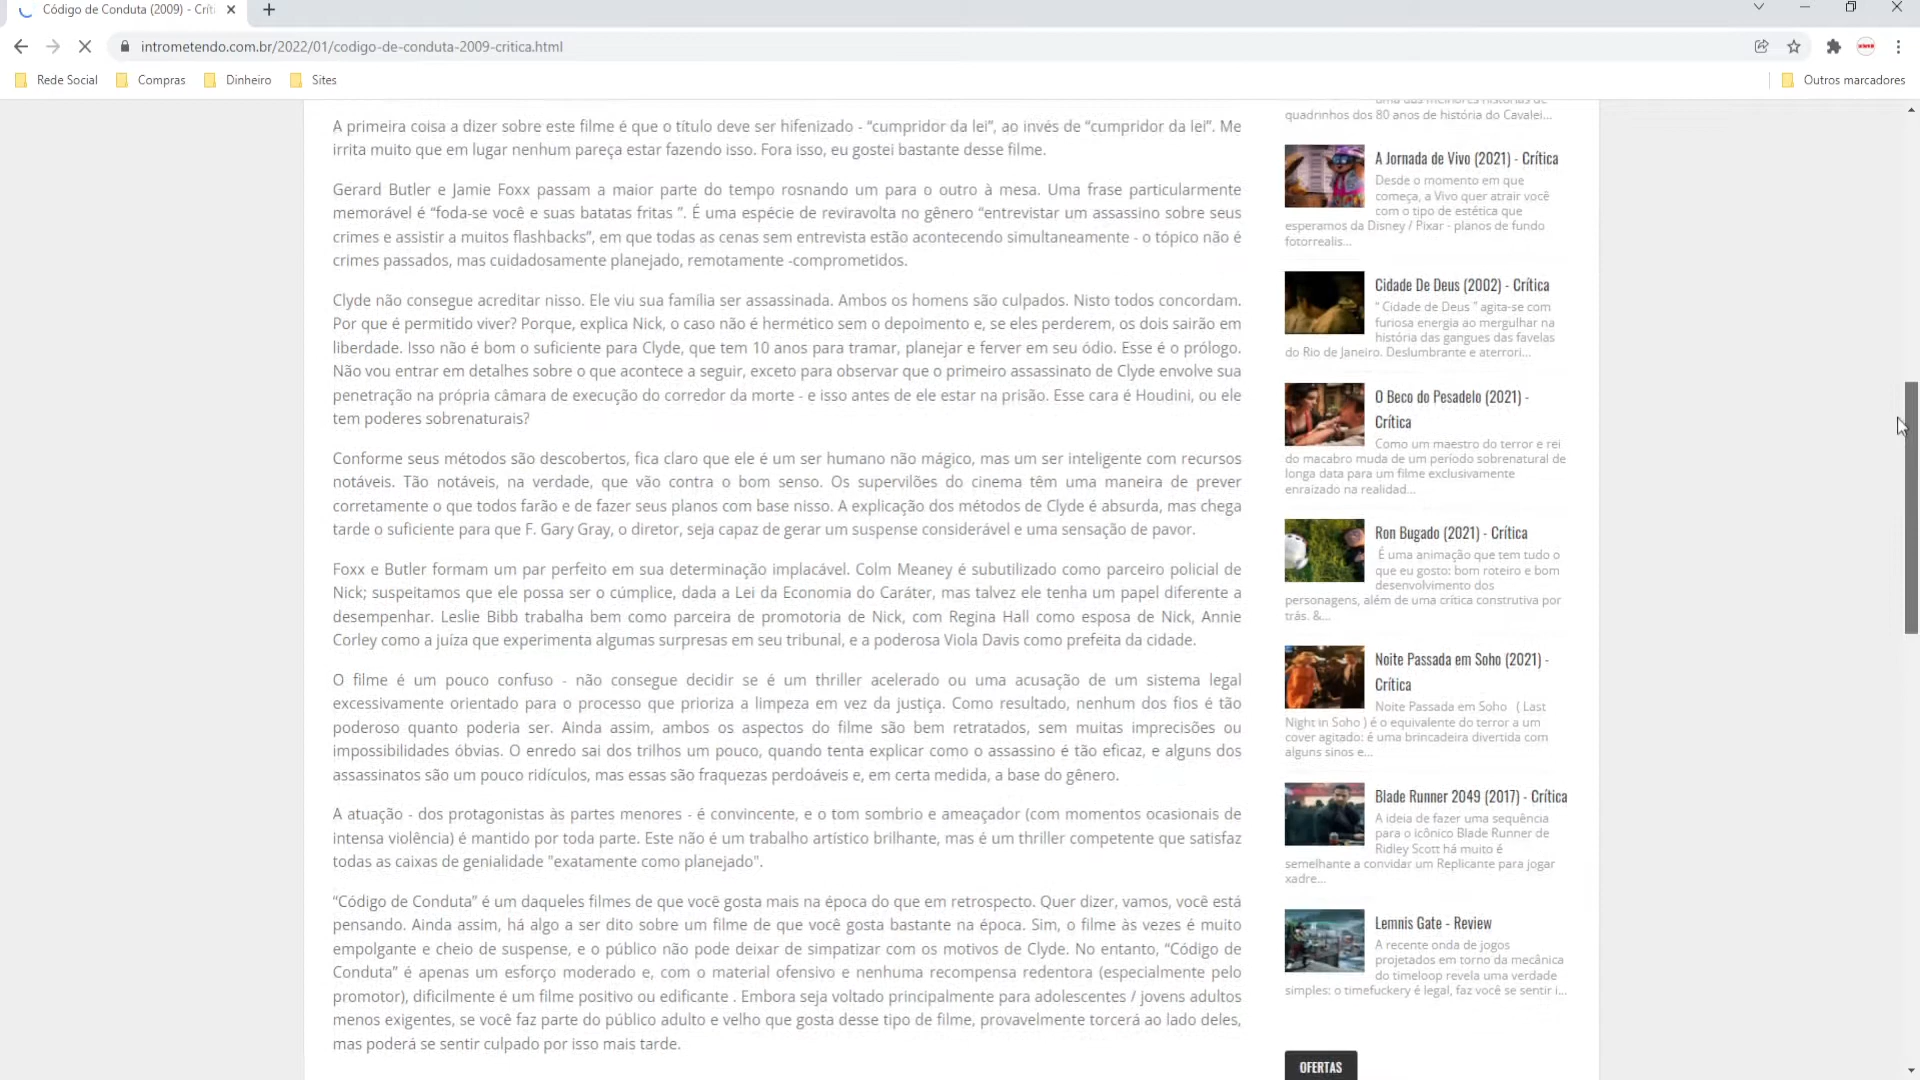 Código de Conduta (2009) - Crít
intrometendo.com.br/2022/01/codigo-de-conduta-2009-critica.html
Rede Social
Compras
Dinheiro
Sites
Outros marcadores
A primeira coisa a dizer sobre este filme é que o título deve ser hifenizado - “cumpridor da lei”, ao invés de “cumpridor da lei”. Me
irrita muito que em lugar nenhum pareça estar fazendo isso. Fora isso, eu gostei bastante desse filme.
Gerard Butler e Jamie Foxx passam a maior parte do tempo rosnando um para o outro à mesa. Uma frase particularmente
memorável é “foda-se você e suas batatas fritas ”. É uma espécie de reviravolta no gênero “entrevistar um assassino sobre seus
crimes e assistir a muitos flashbacks”, em que todas as cenas sem entrevista estão acontecendo simultaneamente - o tópico não é
crimes passados, mas cuidadosamente planejado, remotamente -comprometidos.
Clyde não consegue acreditar nisso. Ele viu sua família ser assassinada. Ambos os homens são culpados. Nisto todos concordam.
Por que é permitido viver? Porque, explica Nick, o caso não é hermético sem o depoimento e, se eles perderem, os dois sairão em
liberdade. Isso não é bom o suficiente para Clyde, que tem 10 anos para tramar, planejar e ferver em seu ódio. Esse é o prólogo.
Não vou entrar em detalhes sobre o que acontece a seguir, exceto para observar que o primeiro assassinato de Clyde envolve sua
penetração na própria câmara de execução do corredor da morte - e isso antes de ele estar na prisão. Esse cara é Houdini, ou ele
tem poderes sobrenaturais?
Conforme seus métodos são descobertos, fica claro que ele é um ser humano não mágico, mas um ser inteligente com recursos
notáveis. Tão notáveis, na verdade, que vão contra o bom senso. Os supervilões do cinema têm uma maneira de prever
corretamente o que todos farão e de fazer seus planos com base nisso. A explicação dos métodos de Clyde é absurda, mas chega
tarde o suficiente para que F. Gary Gray, o diretor, seja capaz de gerar um suspense considerável e uma sensação de pavor.
Foxx e Butler formam um par perfeito em sua determinação implacável. Colm Meaney é subutilizado como parceiro policial de
Nick; suspeitamos que ele possa ser o cúmplice, dada a Lei da Economia do Caráter, mas talvez ele tenha um papel diferente a
desempenhar. Leslie Bibb trabalha bem como parceira de promotoria de Nick, com Regina Hall como esposa de Nick, Annie
Corley como a juíza que experimenta algumas surpresas em seu tribunal, e a poderosa Viola Davis como prefeita da cidade.
O filme é um pouco confuso - não consegue decidir se é um thriller acelerado ou uma acusação de um sistema legal
excessivamente orientado para o processo que prioriza a limpeza em vez da justiça. Como resultado, nenhum dos fios é tão
poderoso quanto poderia ser. Ainda assim, ambos os aspectos do filme são bem retratados, sem muitas imprecisões ou
impossibilidades óbvias. O enredo sai dos trilhos um pouco, quando tenta explicar como o assassino é tão eficaz, e alguns dos
assassinatos são um pouco ridículos, mas essas são fraquezas perdoáveis e, em certa medida, a base do gênero.
A atuação - dos protagonistas às partes menores - é convincente, e o tom sombrio e ameaçador (com momentos ocasionais de
intensa violência) é mantido por toda parte. Este não é um trabalho artístico brilhante, mas é um thriller competente que satisfaz
todas as caixas de genialidade "exatamente como planejado".
“Código de Conduta” é um daqueles filmes de que você gosta mais na época do que em retrospecto. Quer dizer, vamos, você está
pensando. Ainda assim, há algo a ser dito sobre um filme de que você gosta bastante na época. Sim, o filme às vezes é muito
empolgante e cheio de suspense, e o público não pode deixar de simpatizar com os motivos de Clyde. No entanto, “Código de
Conduta” é apenas um esforço moderado e, com o material ofensivo e nenhuma recompensa redentora (especialmente pelo
promotor), dificilmente é um filme positivo ou edificante . Embora seja voltado principalmente para adolescentes / jovens adultos
menos exigentes, se você faz parte do público adulto e velho que gosta desse tipo de filme, provavelmente torcerá ao lado deles,
mas poderá se sentir culpado por isso mais tarde.
uma das melhores histórias de
quadrinhos dos 80 anos de história do Cavalei...
A Jornada de Vivo (2021) - Crítica
Desde o momento em que
começa, a Vivo quer atrair você
com o tipo de estética que
esperamos da Disney / Pixar - planos de fundo
fotorrealis...
Cidade De Deus (2002) - Crítica
“ Cidade de Deus ” agita-se com
furiosa energia ao mergulhar na
história das gangues das favelas
do Rio de Janeiro. Deslumbrante e aterrori...
O Beco do Pesadelo (2021) -
Crítica
Como um maestro do terror e rei
do macabro muda de um período sobrenatural de
longa data para um filme exclusivamente
enraizado na realidad...
Ron Bugado (2021) - Crítica
É uma animação que tem tudo o
que eu gosto: bom roteiro e bom
desenvolvimento dos
personagens, além de uma crítica construtiva por
trás. &...
Noite Passada em Soho (2021) -
Crítica
Noite Passada em Soho ( Last
Night in Soho ) é o equivalente do terror a um
cover agitado: é uma brincadeira divertida com
alguns sinos e...
Blade Runner 2049 (2017) - Crítica
A ideia de fazer uma sequência
para o icônico Blade Runner de
Ridley Scott há muito é
semelhante a convidar um Replicante para jogar
xadre...
Lemnis Gate - Review
A recente onda de jogos
projetados em torno da mecânica
do timeloop revela uma verdade
simples: o timefuckery é legal, faz você se sentir i...
OFERTAS